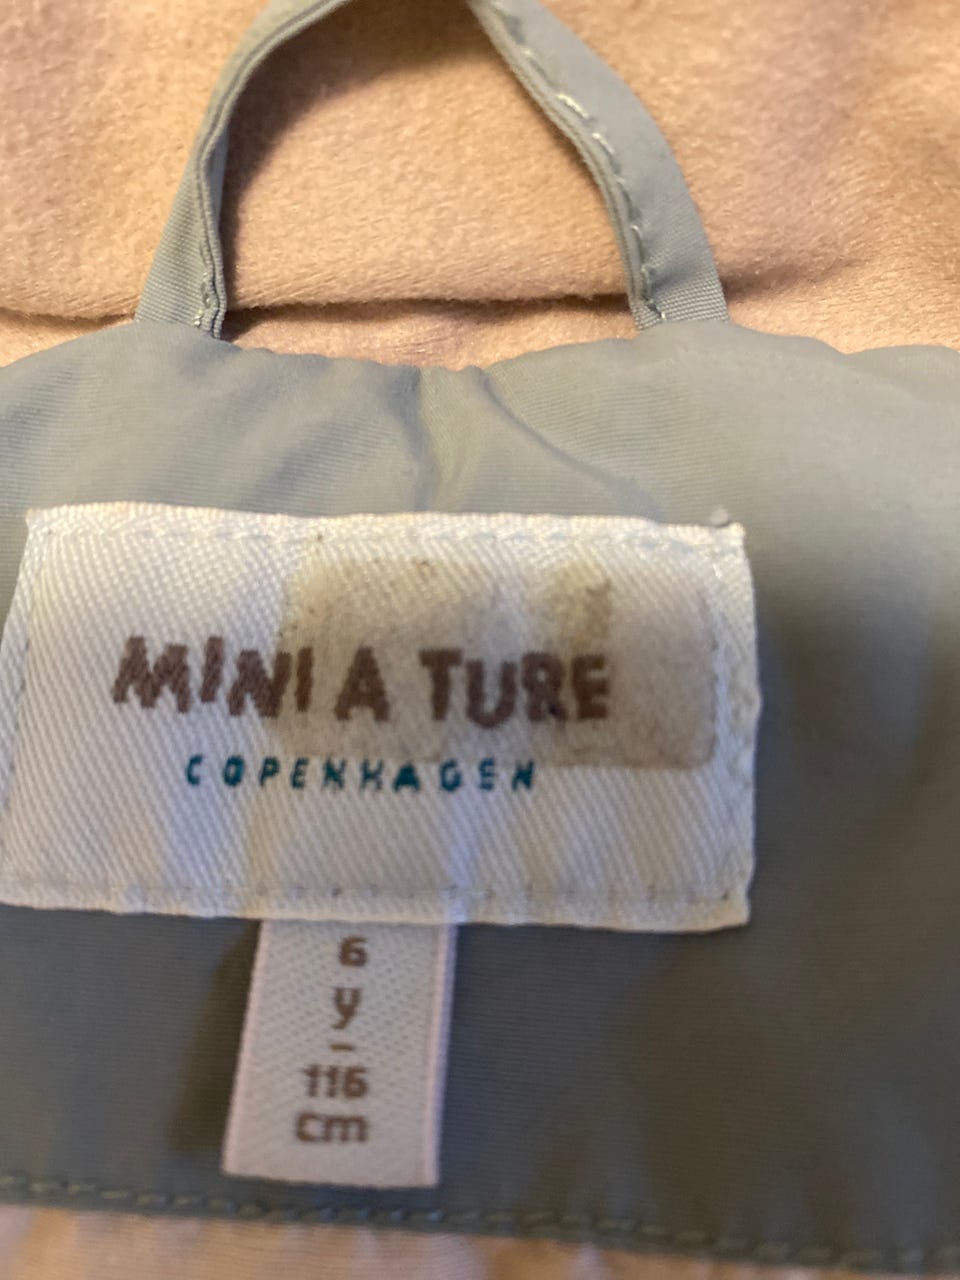 MINI A TURE
COPENHAGEN
6
y
-
116
cm